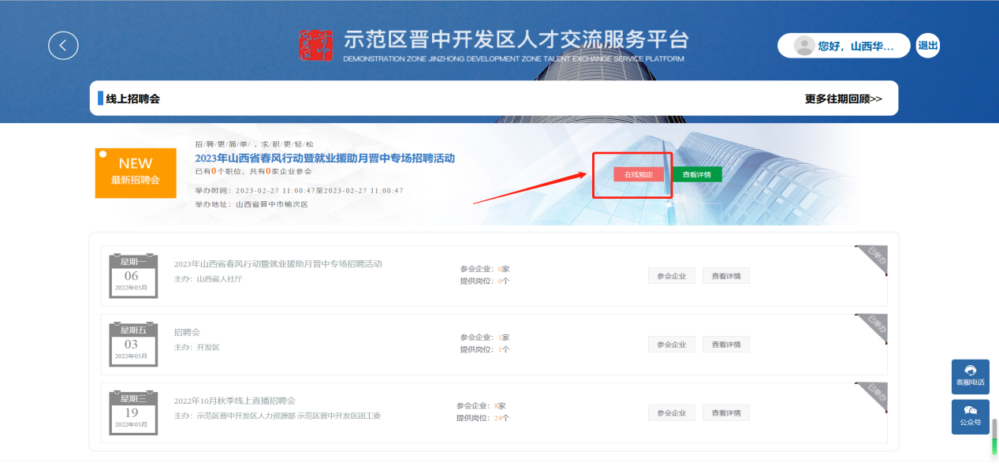 示范区晋中开发区人才交流服务平台
DEMONSTRATION ZONE JINZHONG DEVELOPMENT ZONE TALENT EXCHANGE SERVICE PLATFORM
您好，山西华...
退出
线上招聘会
更多往期回顾>>
NEW
最新招聘会
招/聘/更/简/单/，求/职/更/轻/松
2023年山西省春风行动暨就业援助月晋中专场招聘活动
已有0个职位，共有0家企业参会
举办时间：2023-02-27 11:00:47至2023-02-27 11:00:47
举办地址：山西省晋中市榆次区
在线预定
查看详情
星期一
06
2022年05月
2023年山西省春风行动暨就业援助月晋中专场招聘活动
主办：山西省人社厅
参会企业：0家
提供岗位：0个
参会企业
查看详情
已举办
星期五
03
2022年05月
招聘会
主办：开发区
参会企业：1家
提供岗位：1个
参会企业
查看详情
已举办
星期三
19
2022年05月
2022年10月秋季线上直播招聘会
主办：示范区晋中开发区人力资源部 示范区晋中开发区团工委
参会企业：8家
提供岗位：24个
参会企业
查看详情
已举办
客服电话
公众号